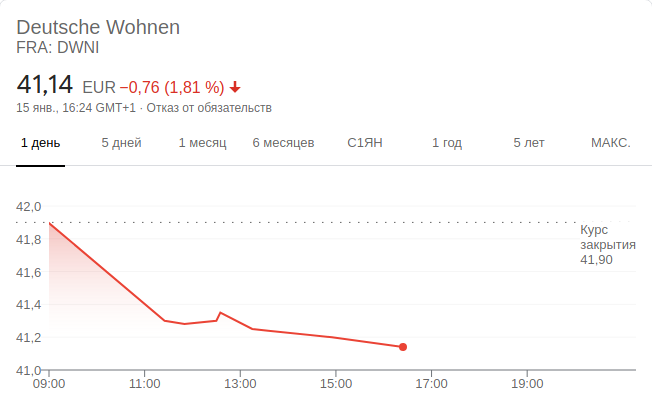 Deutsche Wohnen
FRA: DWNI
41,14 EUR −0,76 (1,81 %)
15 янв., 16:24 GMT+1 · Отказ от обязательств
1 день 5 дней 1 месяц 6 месяцев С1ЯН 1 год 5 лет МАКС.
42,0
Курс
закрытия
41,90
41,8
41,6
41,4
41,2
41,0
09:00 11:00 13:00 15:00 17:00 19:00